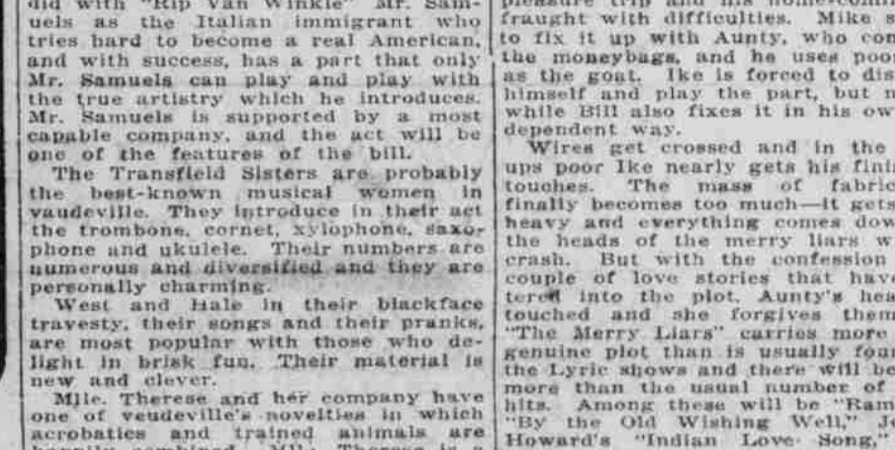 did with "Rip Van Winkle" Mr. Sam-
uels as the Italian immigrant who
tries hard to become a real American,
and with success, has a part that only
Mr. Samuels can play and play with
the true artistry which he introduces.
Mr. Samuels is supported by a most
capable company, and the act will be
one of the features of the bill.
The Transfield Sisters are probably
the best-known musical women in
vaudeville. They introduce in their act
the trombone, cornet, xylophone, saxo-
phone and ukulele. Their numbers are
numerous and diversified and they are
personally charming.
West and Hale in their blackface
travesty, their songs and their pranks,
are most popular with those who de-
light in brisk fun. Their material is
new and clever.
Mlle. Therese and her company have
one of veudeville's novelties in which
acrobatics and trained animals are
happily combined. Mlle. Therese is a
pleasure trip and his home-com
fraught with difficulties. Mike
to fix it up with Aunty, who con
the moneybags, and he uses poor
as the goat. Ike is forced to dis
himself and play the part, but
while Bill also fixes it in his ow
dependent way.
Wires get crossed and in the
ups poor Ike nearly gets his fini
touches. The mass of fabri
finally becomes too much—it gets
heavy and everything comes dow
the heads of the merry liars w
crash. But with the confession
couple of love stories that hav
tered into the plot, Aunty's hea
touched and she forgives them
"The Merry Liars" carries more
genuine plot than is usually fou
the Lyric shows and there will be
more than the usual number of
hits. Among these will be "Ram
"By the Old Wishing Well," J
Howard's "Indian Love Song,"